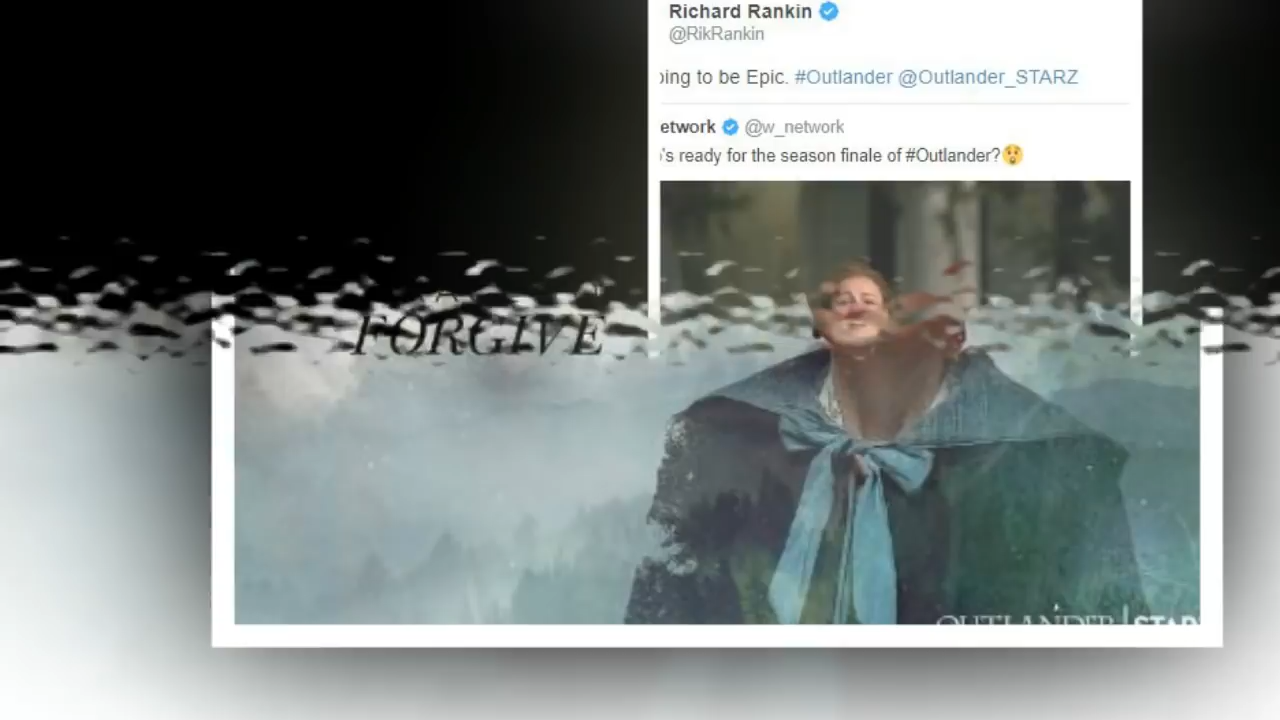 Richard Rankin
@RikRankin
ing to be Epic. #Outlander @Outlander_STARZ
etwork @w_network
's ready for the season finale of #Outlander?😲
FORGIVE
OUTLANDER STARZ